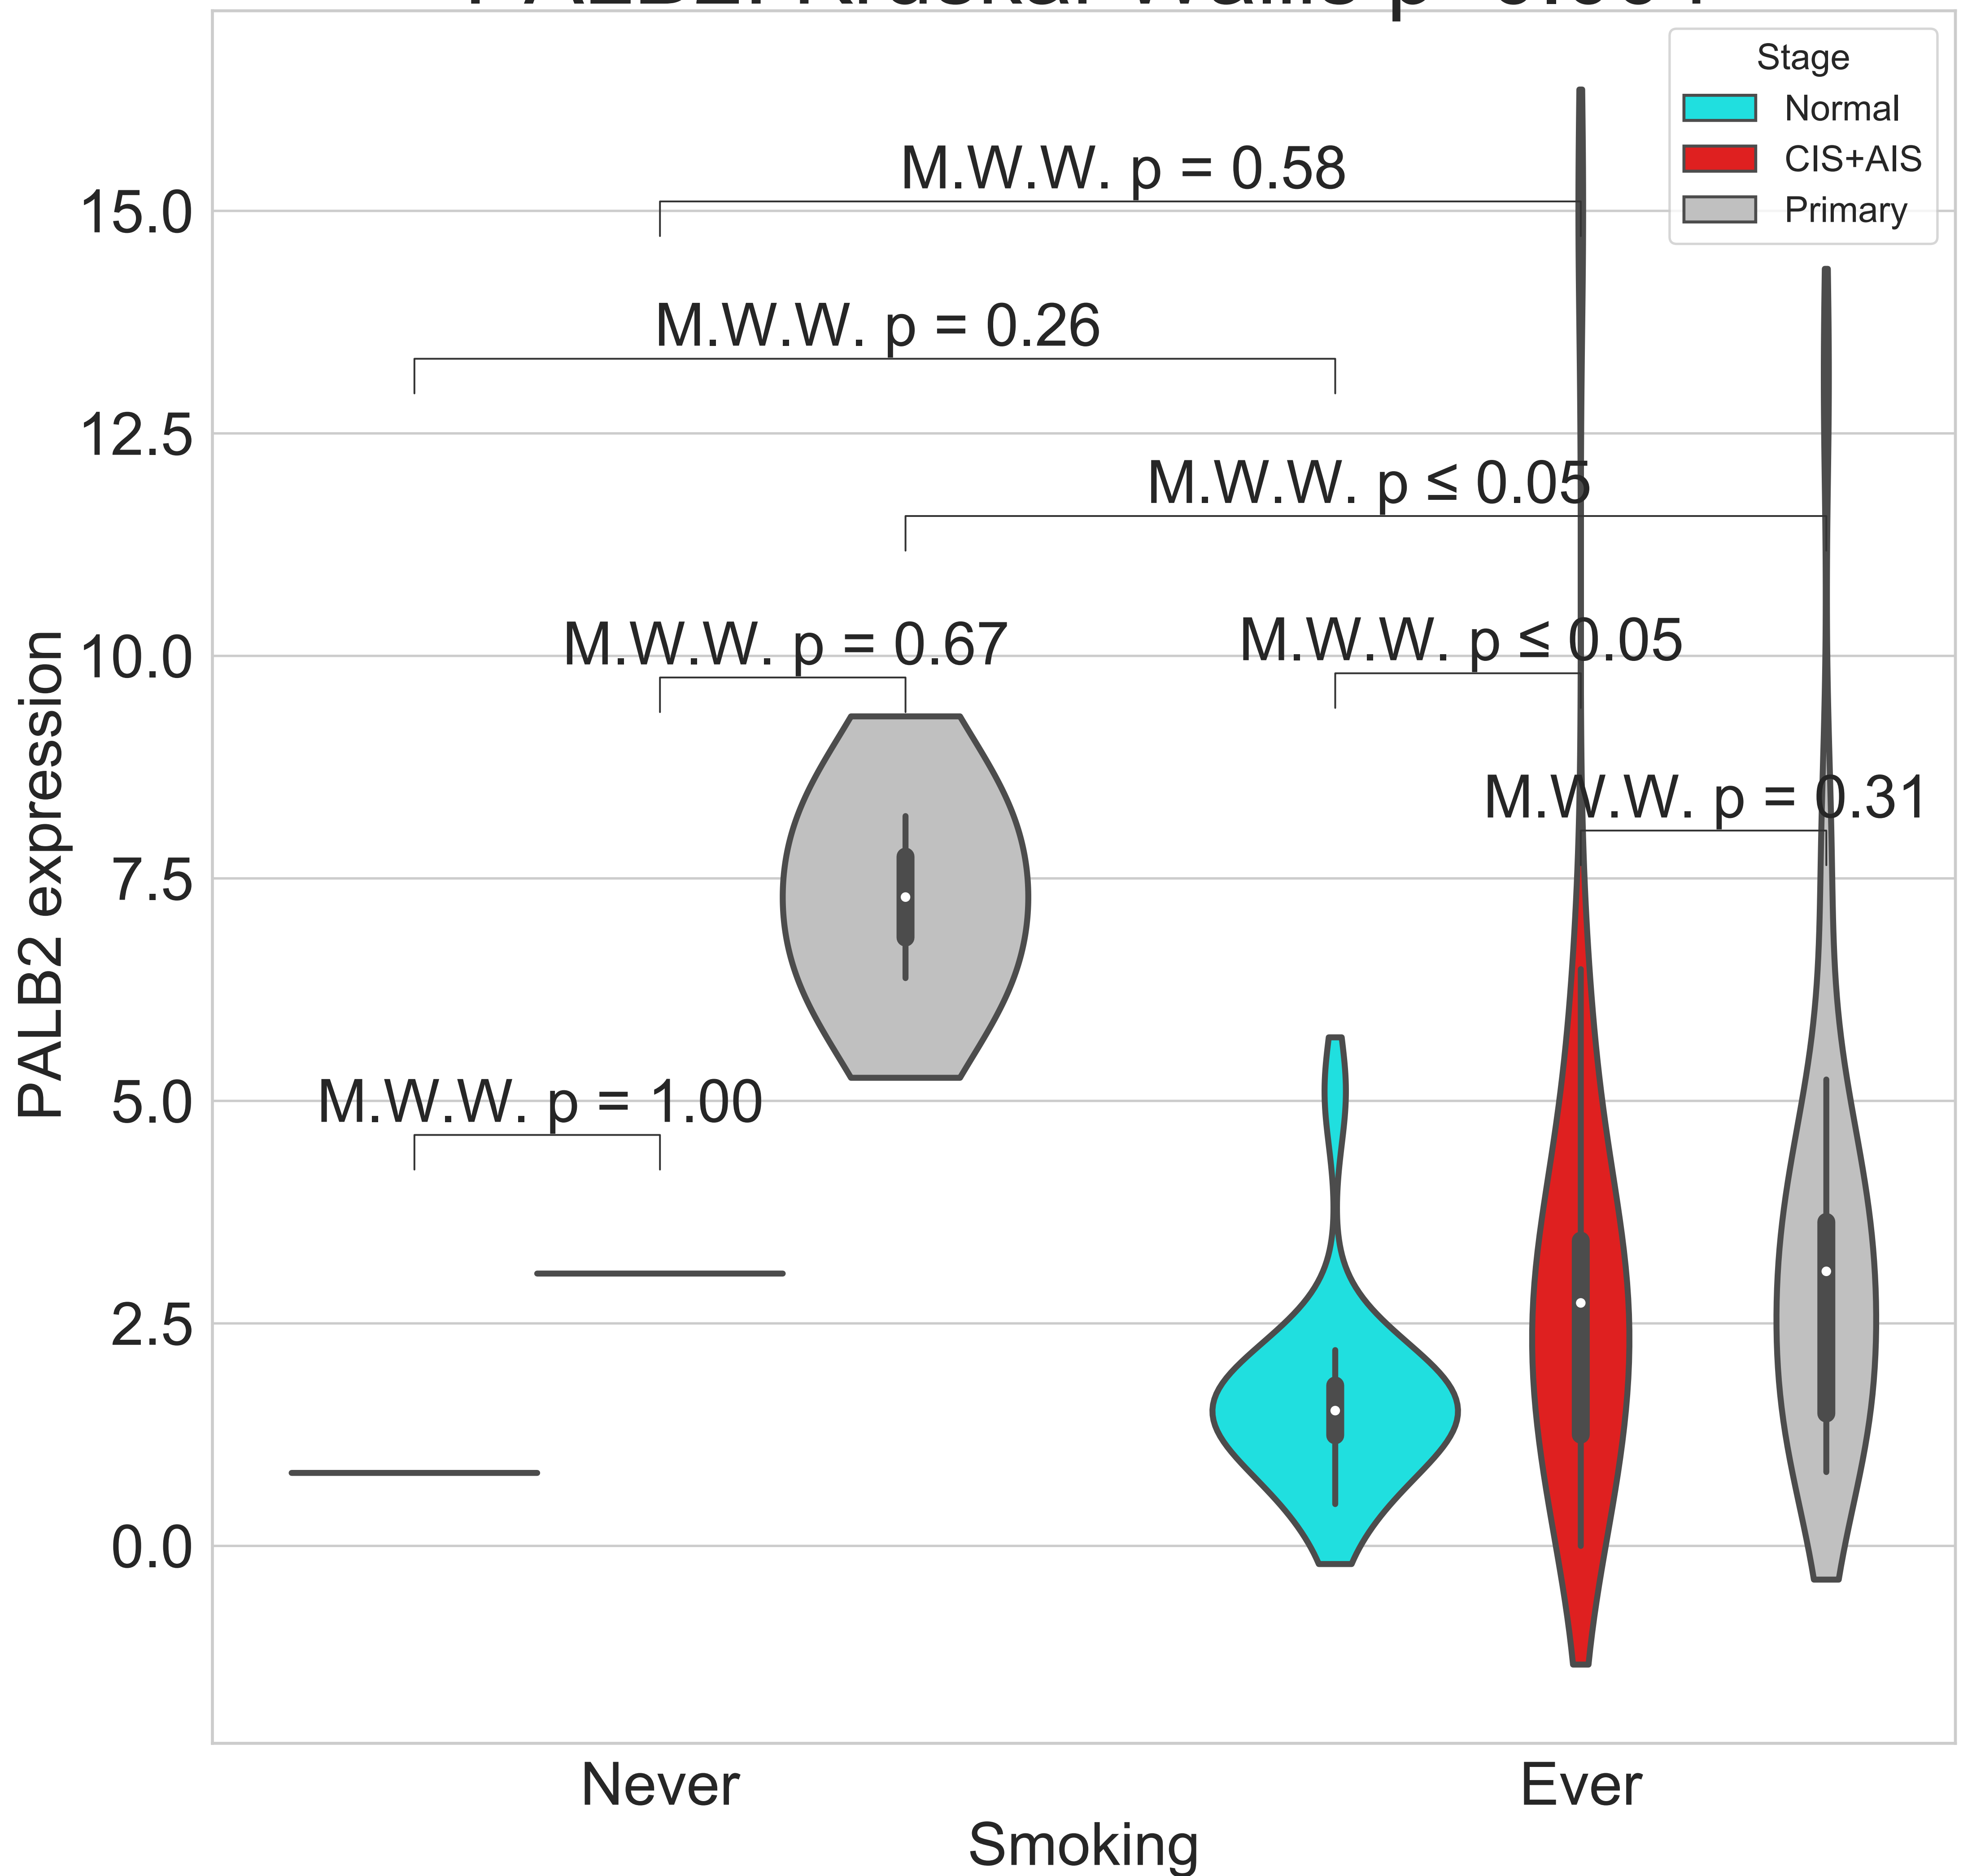 Stage
Normal
CIS+AIS
Primary
M.W.W. p = 0.58
M.W.W. p = 0.26
M.W.W. p ≤ 0.05
M.W.W. p = 0.67
M.W.W. p ≤ 0.05
M.W.W. p = 0.31
M.W.W. p = 1.00
15.0
12.5
10.0
7.5
5.0
2.5
0.0
PALB2 expression
Never
Ever
Smoking